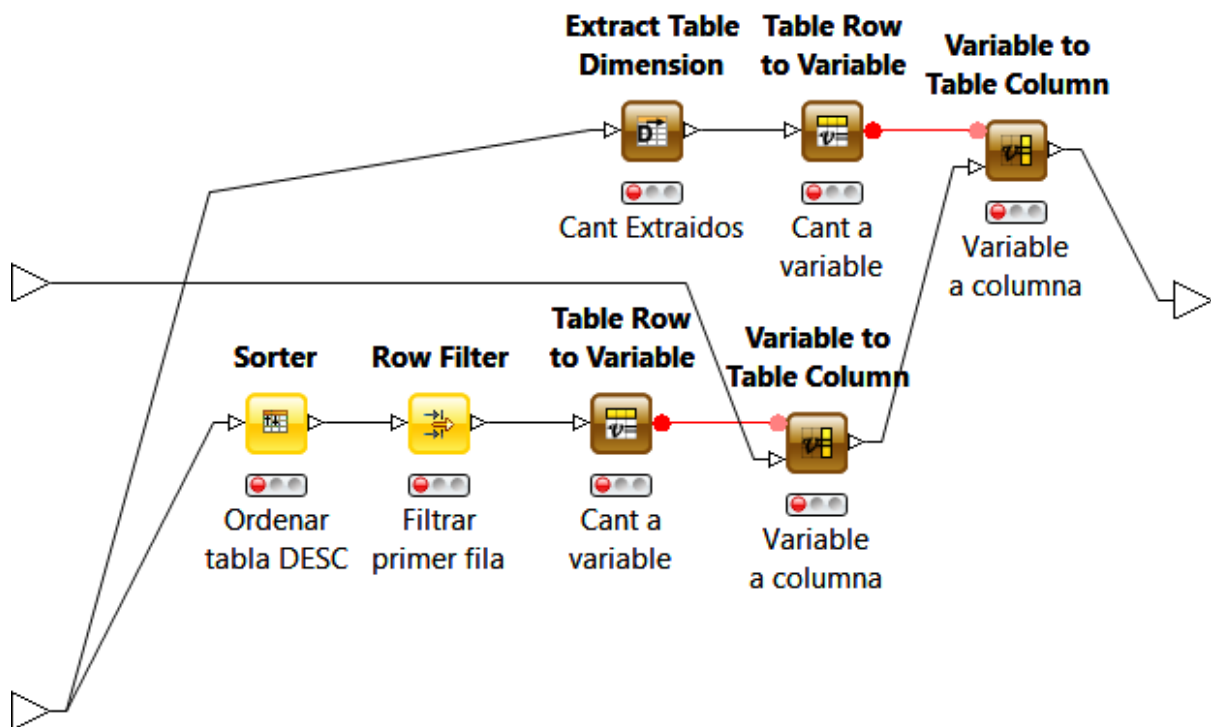 Extract Table
Dimension
Table Row
to Variable
Variable to
Table Column
D
Cant Extraidos
Cant a
variable
Variable
a columna
Sorter
Row Filter
Table Row
to Variable
Variable to
Table Column
Ordenar
tabla DESC
Filtrar
primer fila
Cant a
variable
Variable
a columna